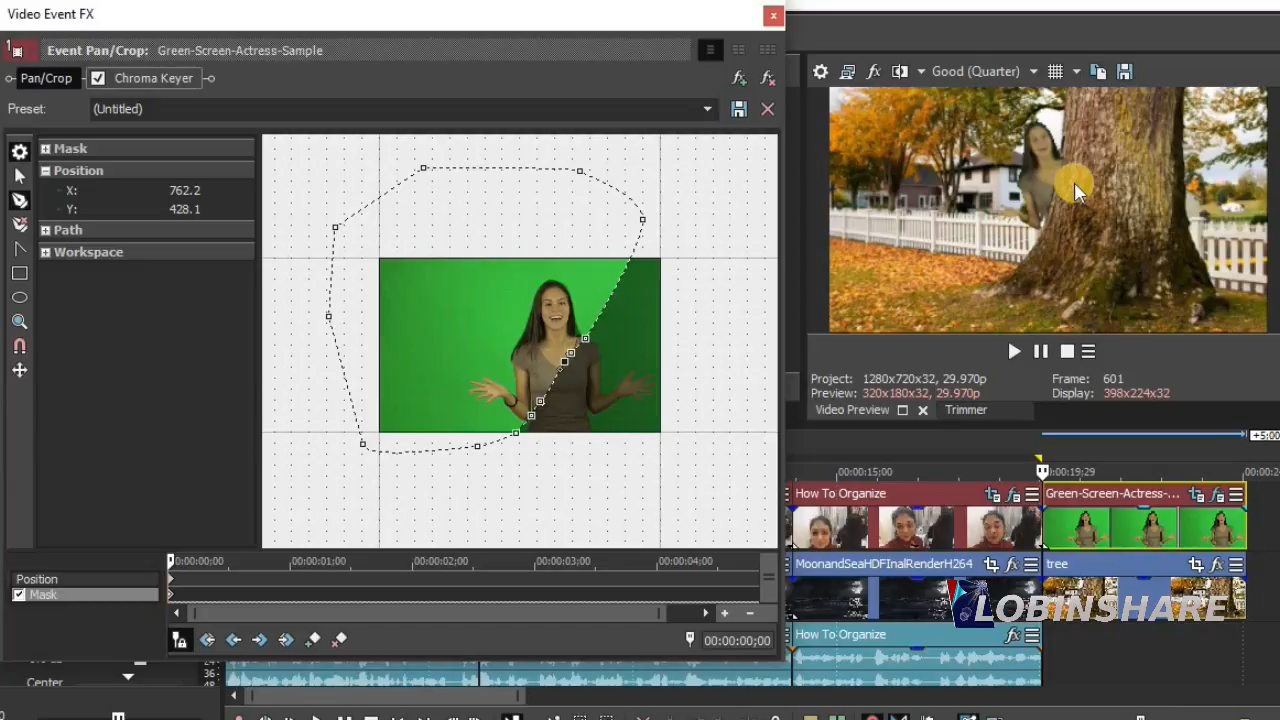 Video Event FX
x
1
Event Pan/Crop: Green-Screen-Actress-Sample
Pan/Crop
Chroma Keyer
Preset: (Untitled)
Mask
Position
X: 762.2
Y: 428.1
Path
Workspace
Position
Mask
00:00:00:00
00:00:01:00
00:00:02:00
00:00:03:00
00:00:04:00
00:00:00;00
Center
Good (Quarter)
Project: 1280x720x32, 29.970p
Preview: 320x180x32, 29.970p
Frame: 601
Display: 398x224x32
Video Preview
Trimmer
+5:00
00:00:15:00
00:00:19:29
How To Organize
Green-Screen-Actress-...
MoonandSeaHDFInalRenderH264
tree
LOBINSHARE
How To Organize